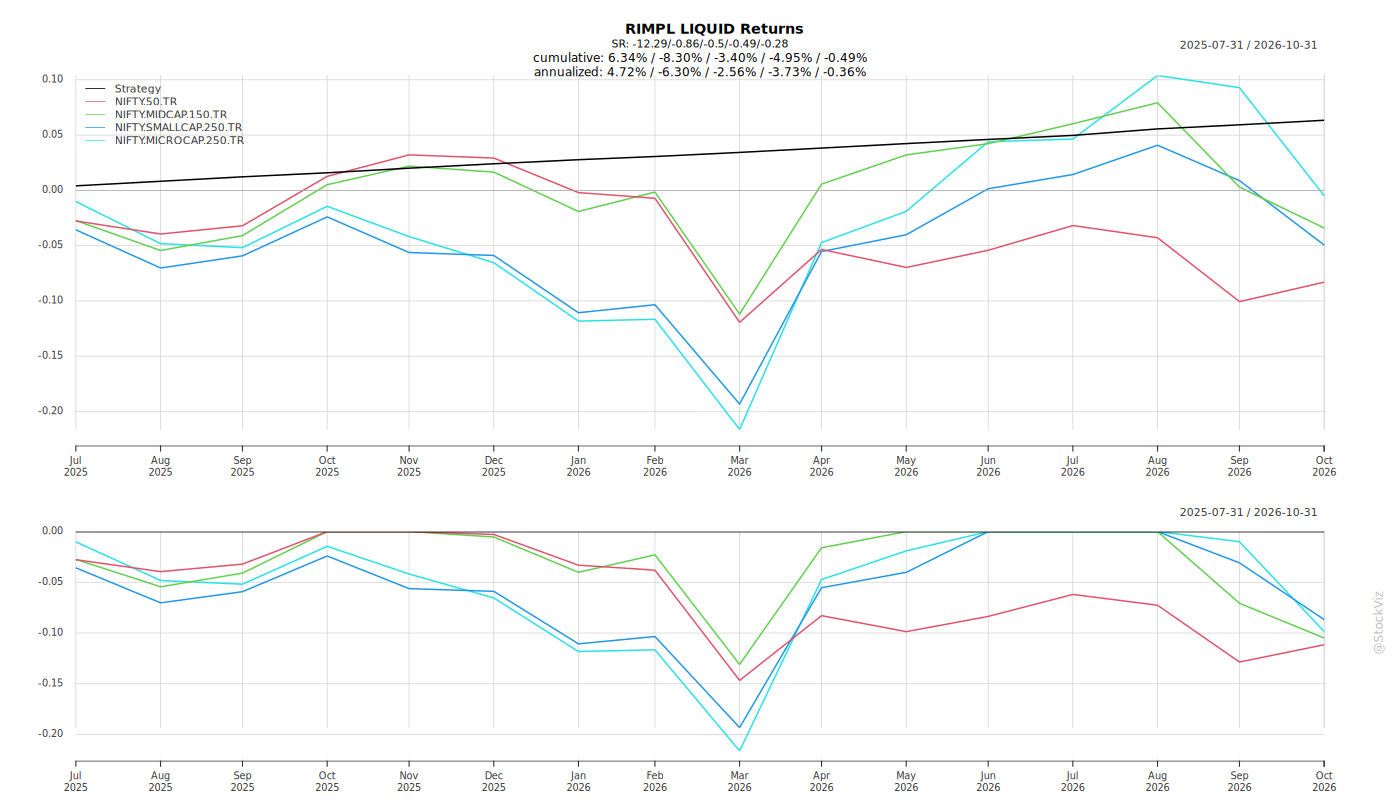 RIMPL LIQUID Returns
SR: -12.29/-0.86/-0.5/-0.49/-0.28
cumulative: 6.34% / -8.30% / -3.40% / -4.95% / -0.49%
annualized: 4.72% / -6.30% / -2.56% / -3.73% / -0.36%
2025-07-31 / 2026-10-31
Strategy
NIFTY.50.TR
NIFTY.MIDCAP.150.TR
NIFTY.SMALLCAP.250.TR
NIFTY.MICROCAP.250.TR
0.10
0.05
0.00
-0.05
-0.10
-0.15
-0.20
Jul Aug Sep Oct Nov Dec Jan Feb Mar Apr May Jun Jul Aug Sep Oct
2025 2025 2025 2025 2025 2025 2026 2026 2026 2026 2026 2026 2026 2026 2026 2026
2025-07-31 / 2026-10-31
0.00
-0.05
-0.10
-0.15
-0.20
Jul Aug Sep Oct Nov Dec Jan Feb Mar Apr May Jun Jul Aug Sep Oct
2025 2025 2025 2025 2025 2025 2026 2026 2026 2026 2026 2026 2026 2026 2026 2026
@StockViz